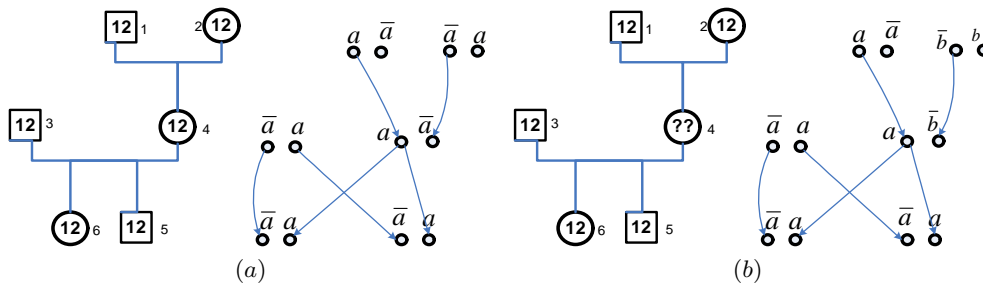 12 1 2 12 a a̅ a̅ a
12 3 12 4 a̅ a a a̅
12 6 12 5 a̅ a a̅ a
(a)
12 1 2 12 a a̅ b̅ b
12 3 ?? 4 a̅ a a b̅
12 6 12 5 a̅ a a̅ a
(b)